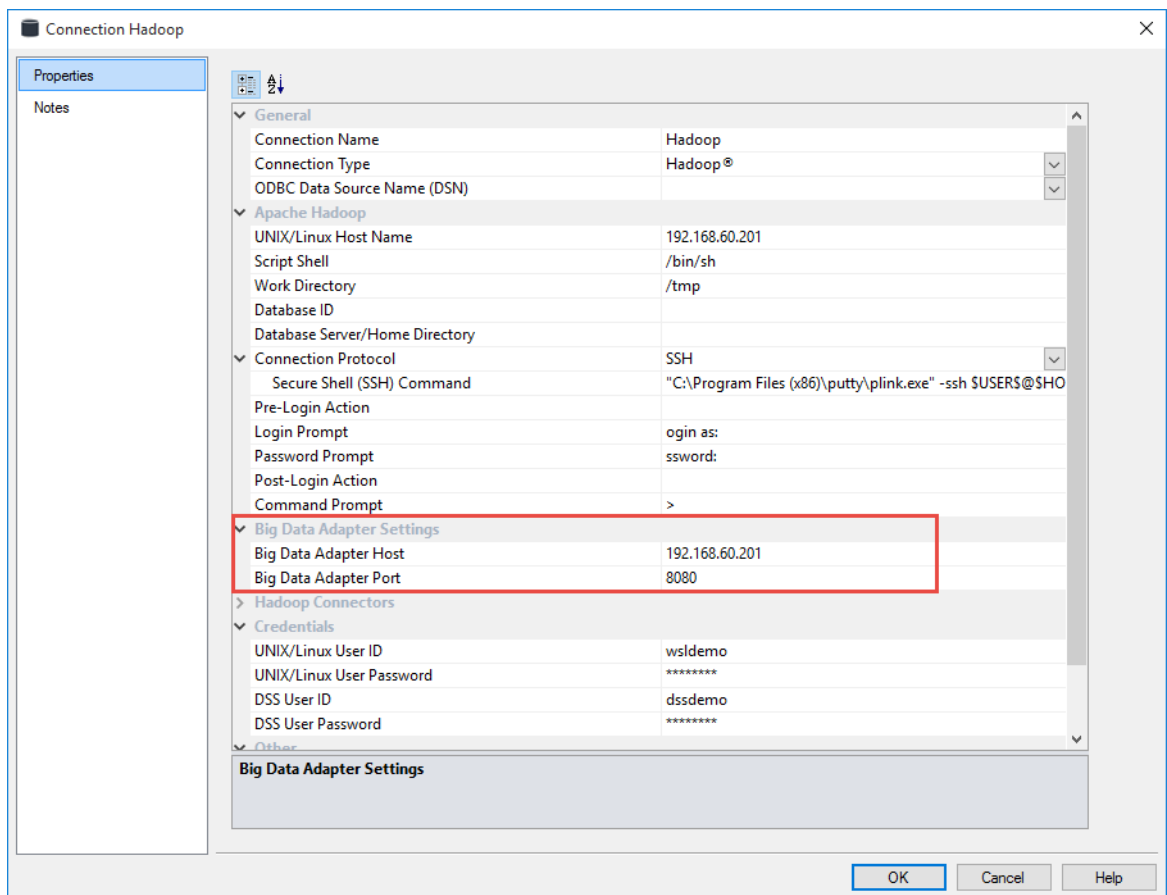 Connection Hadoop
Properties
Notes
General
Connection Name Hadoop
Connection Type Hadoop®
ODBC Data Source Name (DSN)
Apache Hadoop
UNIX/Linux Host Name 192.168.60.201
Script Shell /bin/sh
Work Directory /tmp
Database ID
Database Server/Home Directory
Connection Protocol SSH
Secure Shell (SSH) Command "C:\Program Files (x86)\putty\plink.exe" -ssh $USER$@$HO
Pre-Login Action
Login Prompt ogin as:
Password Prompt ssword:
Post-Login Action
Command Prompt >
Big Data Adapter Settings
Big Data Adapter Host 192.168.60.201
Big Data Adapter Port 8080
Hadoop Connectors
Credentials
UNIX/Linux User ID wsldemo
UNIX/Linux User Password ********
DSS User ID dssdemo
DSS User Password ********
Other
Big Data Adapter Settings
OK Cancel Help